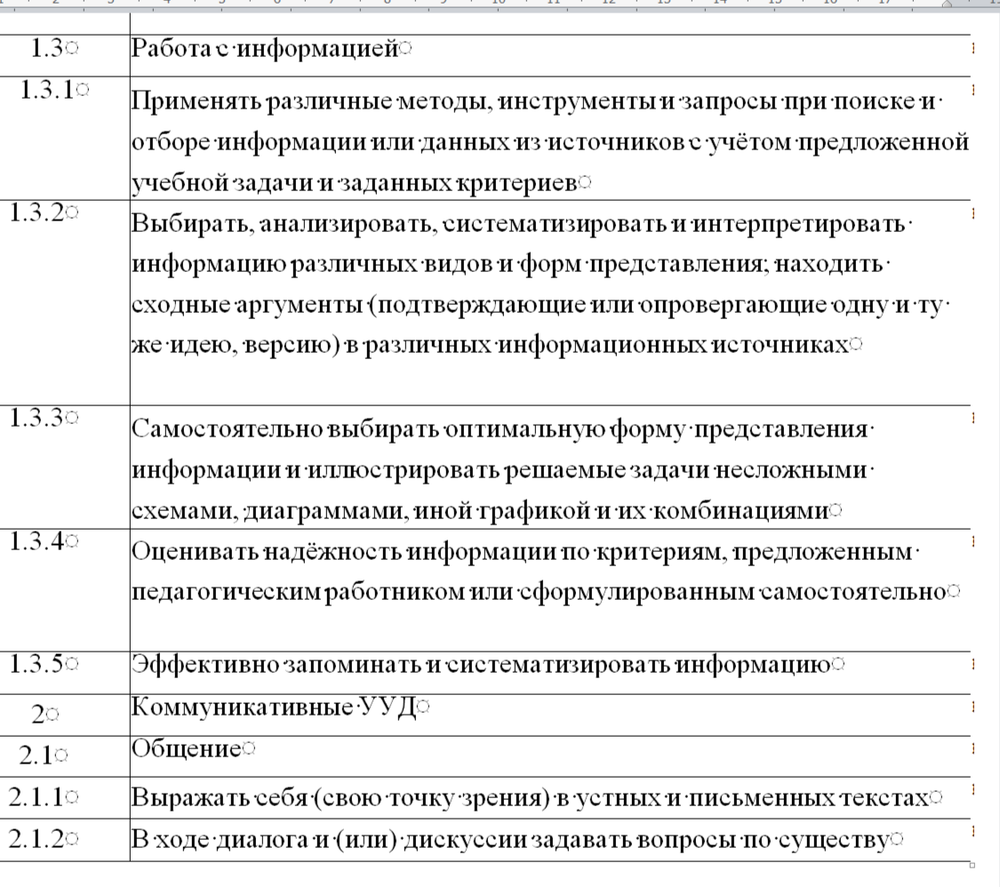 1.3 Работа с информацией
1.3.1 Применять различные методы, инструменты и запросы при поиске и
отборе информации или данных из источников с учётом предложенной
учебной задачи и заданных критериев
1.3.2 Выбирать, анализировать, систематизировать и интерпретировать
информацию различных видов и форм представления; находить
сходные аргументы (подтверждающие или опровергающие одну и ту
же идею, версию) в различных информационных источниках
1.3.3 Самостоятельно выбирать оптимальную форму представления
информации и иллюстрировать решаемые задачи несложными
схемами, диаграммами, иной графикой и их комбинациями
1.3.4 Оценивать надёжность информации по критериям, предложенным
педагогическим работником или сформулированным самостоятельно
1.3.5 Эффективно запоминать и систематизировать информацию
2 Коммуникативные УУД
2.1 Общение
2.1.1 Выражать себя (свою точку зрения) в устных и письменных текстах
2.1.2 В ходе диалога и (или) дискуссии задавать вопросы по существу